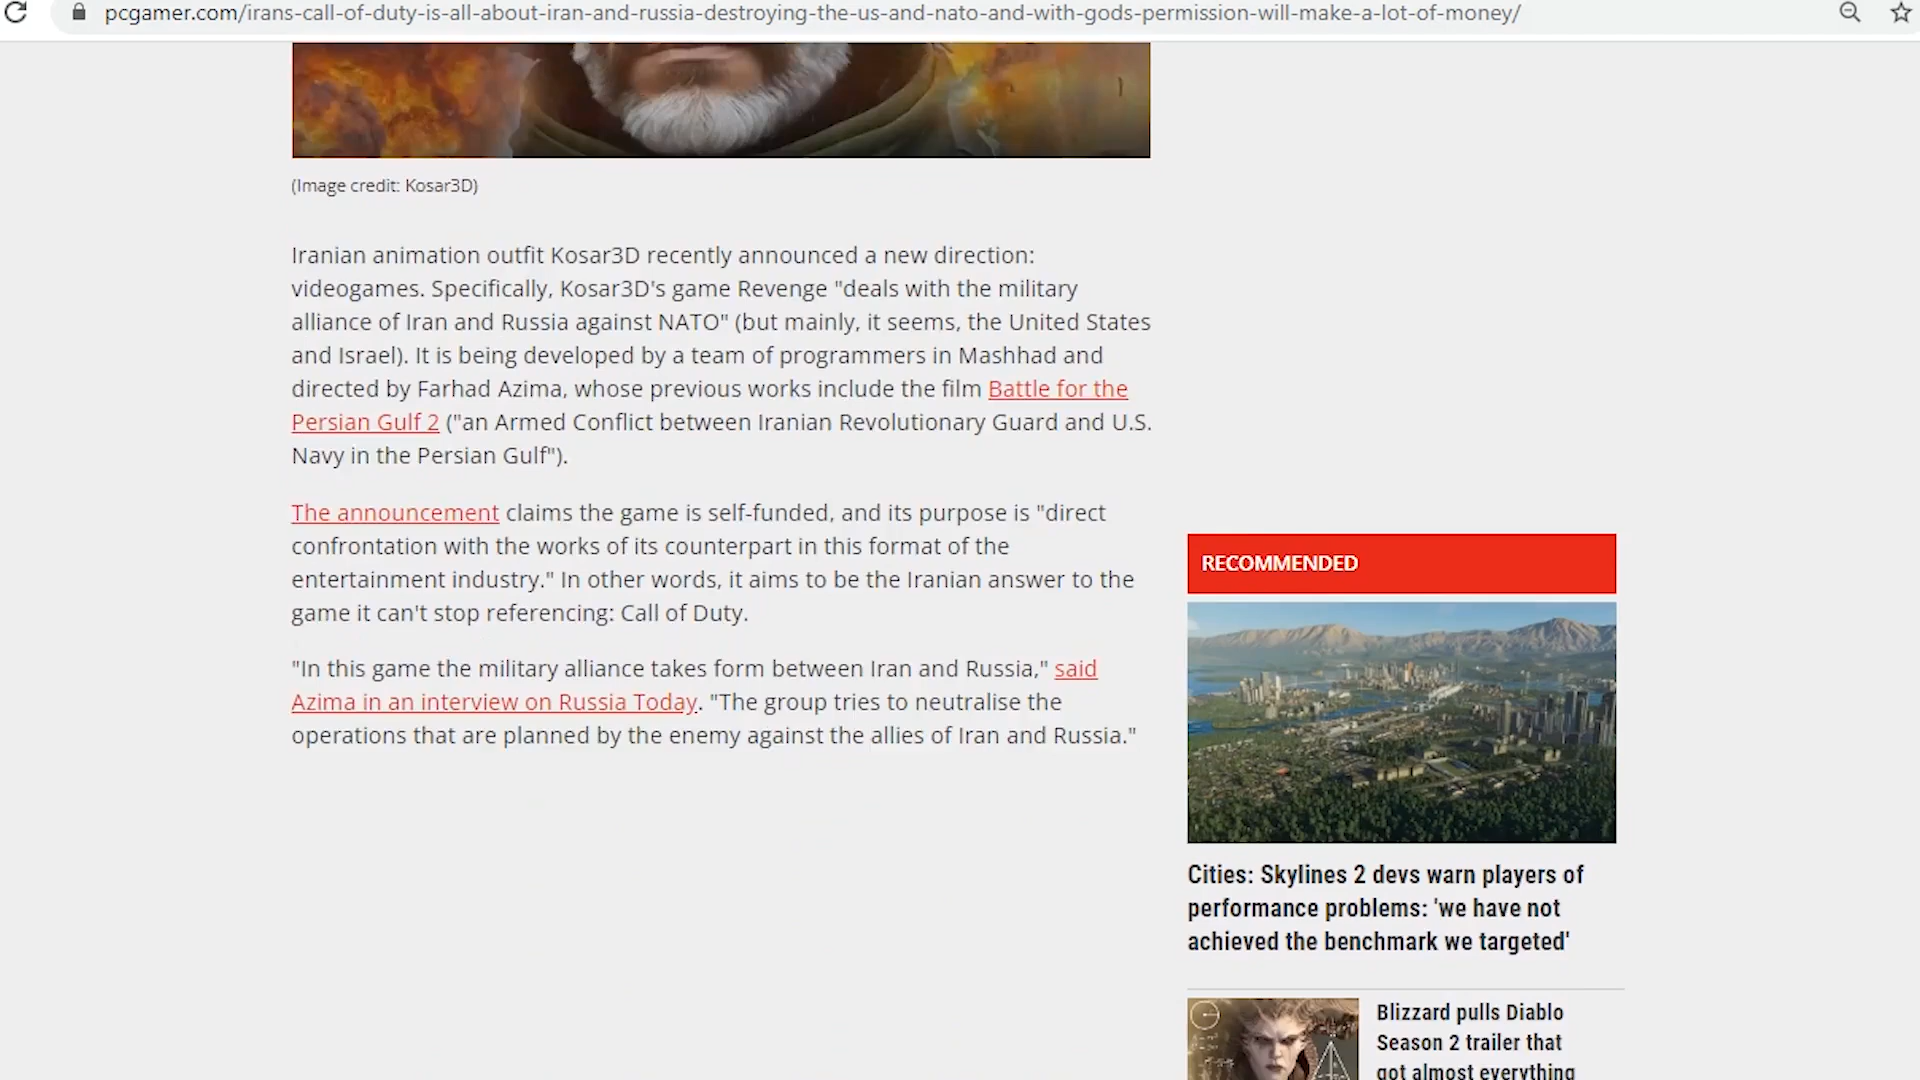 pcgamer.com/irans-call-of-duty-is-all-about-iran-and-russia-destroying-the-us-and-nato-and-with-gods-permission-will-make-a-lot-of-money/
(Image credit: Kosar3D)
Iranian animation outfit Kosar3D recently announced a new direction:
videogames. Specifically, Kosar3D's game Revenge "deals with the military
alliance of Iran and Russia against NATO" (but mainly, it seems, the United States
and Israel). It is being developed by a team of programmers in Mashhad and
directed by Farhad Azima, whose previous works include the film Battle for the
Persian Gulf 2 ("an Armed Conflict between Iranian Revolutionary Guard and U.S.
Navy in the Persian Gulf").
The announcement claims the game is self-funded, and its purpose is "direct
confrontation with the works of its counterpart in this format of the
entertainment industry." In other words, it aims to be the Iranian answer to the
game it can't stop referencing: Call of Duty.
"In this game the military alliance takes form between Iran and Russia," said
Azima in an interview on Russia Today. "The group tries to neutralise the
operations that are planned by the enemy against the allies of Iran and Russia."
RECOMMENDED
Cities: Skylines 2 devs warn players of
performance problems: 'we have not
achieved the benchmark we targeted'
Blizzard pulls Diablo
Season 2 trailer that
got almost everything